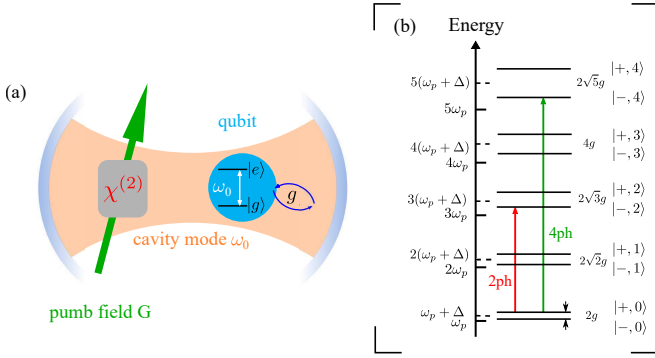 (a)
qubit
χ(2)
|e⟩
ω0
|g⟩
g
cavity mode ω0
pumb field G
(b)
Energy
5(ωp + Δ)
2√5g
|+, 4⟩
|−, 4⟩
5ωp
4(ωp + Δ)
4g
|+, 3⟩
|−, 3⟩
4ωp
3(ωp + Δ)
2√3g
|+, 2⟩
|−, 2⟩
3ωp
4ph
2(ωp + Δ)
2√2g
|+, 1⟩
|−, 1⟩
2ωp
2ph
ωp + Δ
2g
|+, 0⟩
|−, 0⟩
ωp